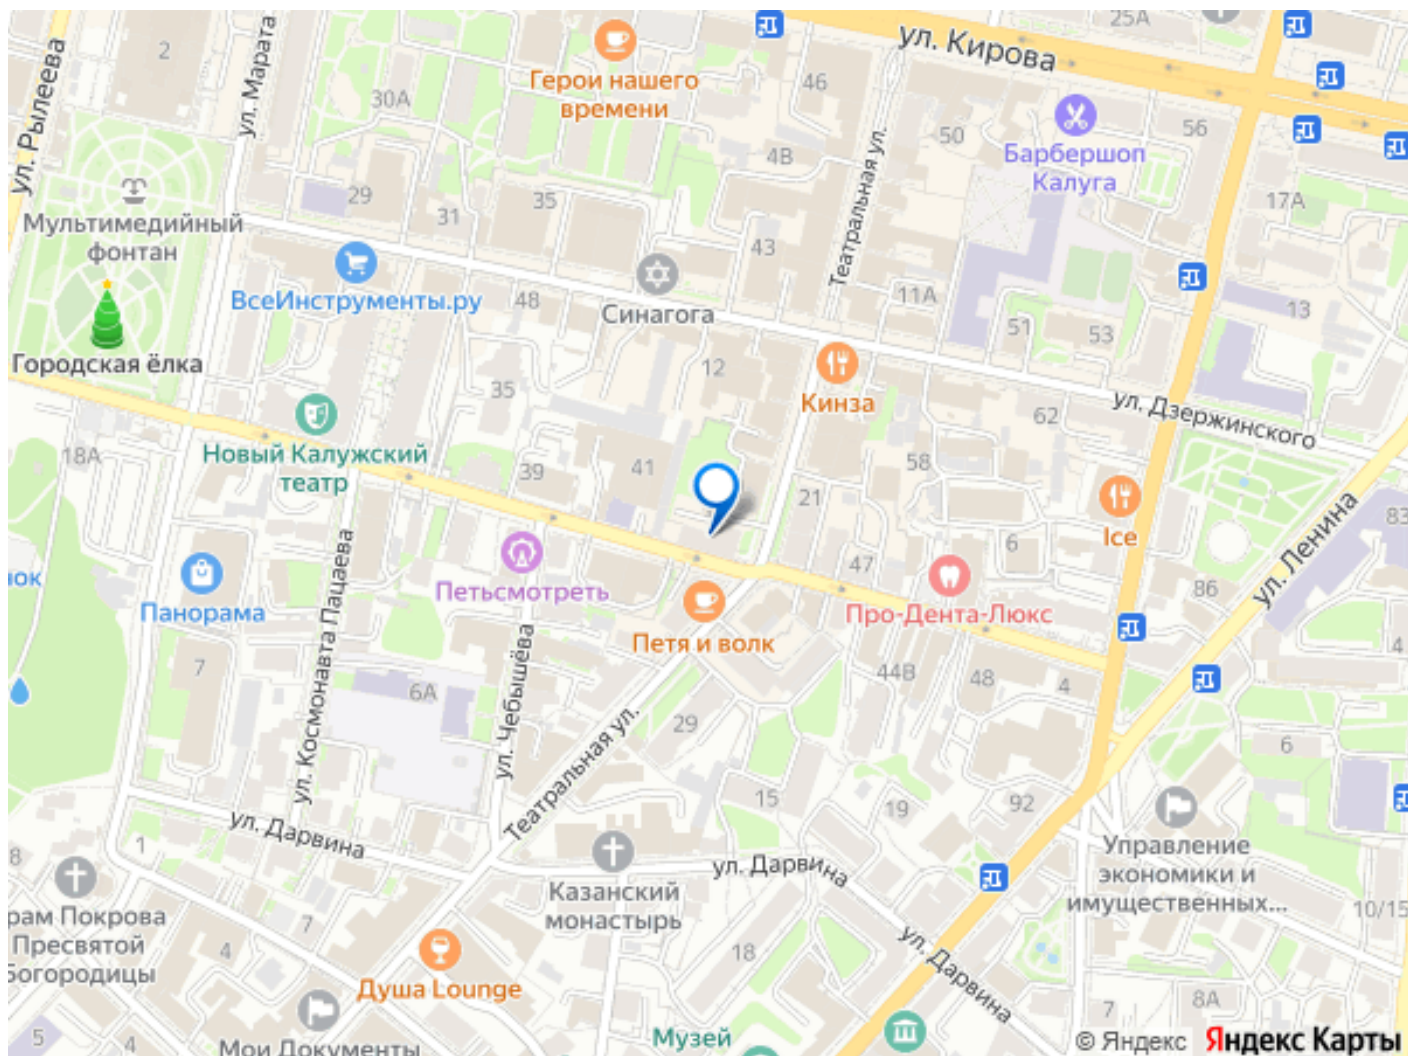 25А
ул. Кирова
2
ул. Марата
ул. Рылеева
Герои нашего
времени
46
30А
50
56
Барбершоп
Калуга
4В
Театральная ул.
29
35
31
17А
Мультимедийный
фонтан
43
ВсеИнструменты.ру
48
Синагога
11А
51
53
13
Городская ёлка
12
35
Кинза
62
ул. Дзержинского
18А
Новый Калужский
театр
39
41
58
21
Ice
83
ул. Ленина
6
47
86
нок
Панорама
Петьсмотреть
Про-Дента-Люкс
Петя и волк
ул. Космонавта Пацаева
ул. Чебышёва
7
6А
44В
48
4
4
29
Театральная ул.
6
15
19
92
ул. Дарвина
1
8
ул. Дарвина
Управление
экономики и
имущественных...
Казанский
монастырь
10/15
рам Покрова
Пресвятой
Богородицы
7
4
18
ул. Дарвина
Душа Lounge
7
8А
5
4
Мои Документы
Музей
© Яндекс
Яндекс Карты